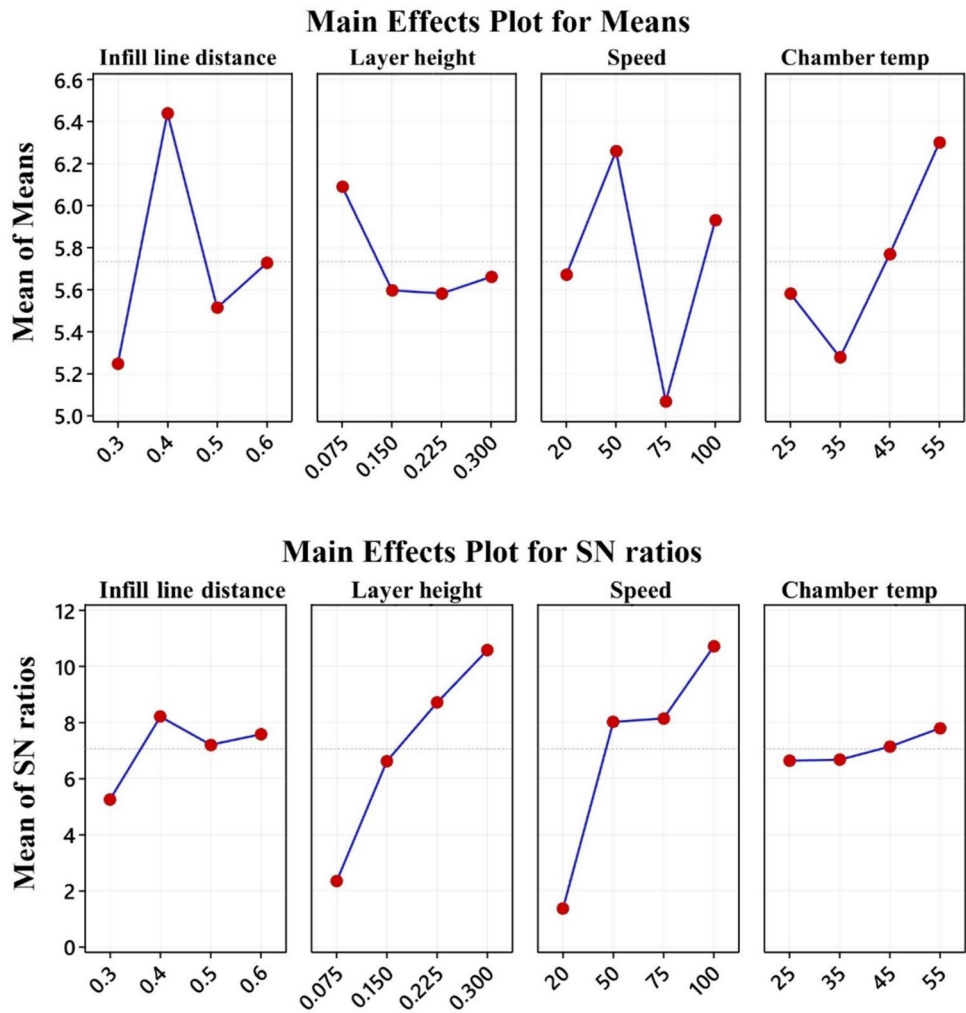 Main Effects Plot for Means
Infill line distance
Layer height
Speed
Chamber temp
Mean of Means
6.6
6.4
6.2
6.0
5.8
5.6
5.4
5.2
5.0
0.3 0.4 0.5 0.6
0.075 0.150 0.225 0.300
20 50 75 100
25 35 45 55
Main Effects Plot for SN ratios
Infill line distance
Layer height
Speed
Chamber temp
Mean of SN ratios
12
10
8
6
4
2
0
0.3 0.4 0.5 0.6
0.075 0.150 0.225 0.300
20 50 75 100
25 35 45 55